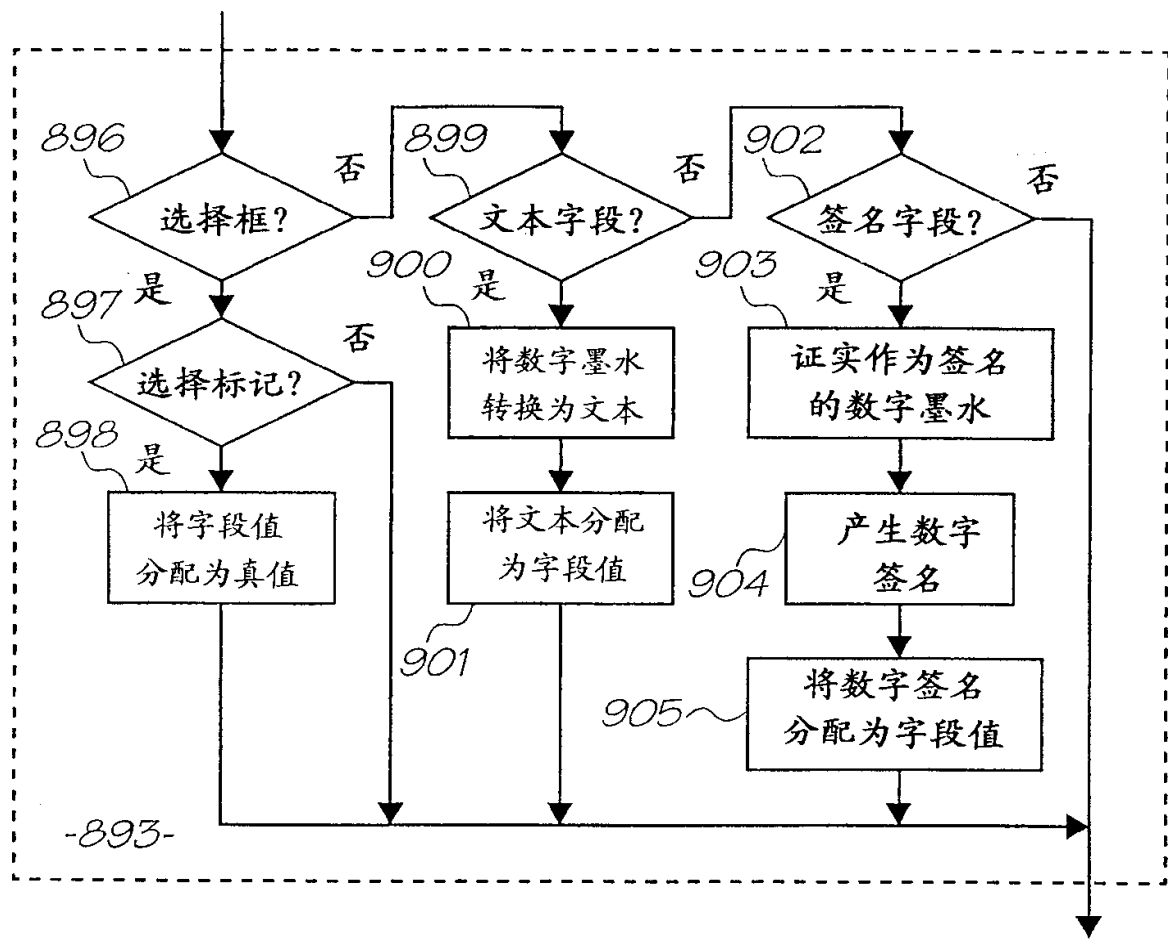 896
否
899
否
902
否
选择框?
文本字段?
签名字段?
是
900
是
903
是
897
否
选择标记?
将数字墨水
转换为文本
证实作为签名
的数字墨水
898
是
将字段值
分配为真值
将文本分配
为字段值
产生数字
签名
904
901
905
将数字签名
分配为字段值
-893-